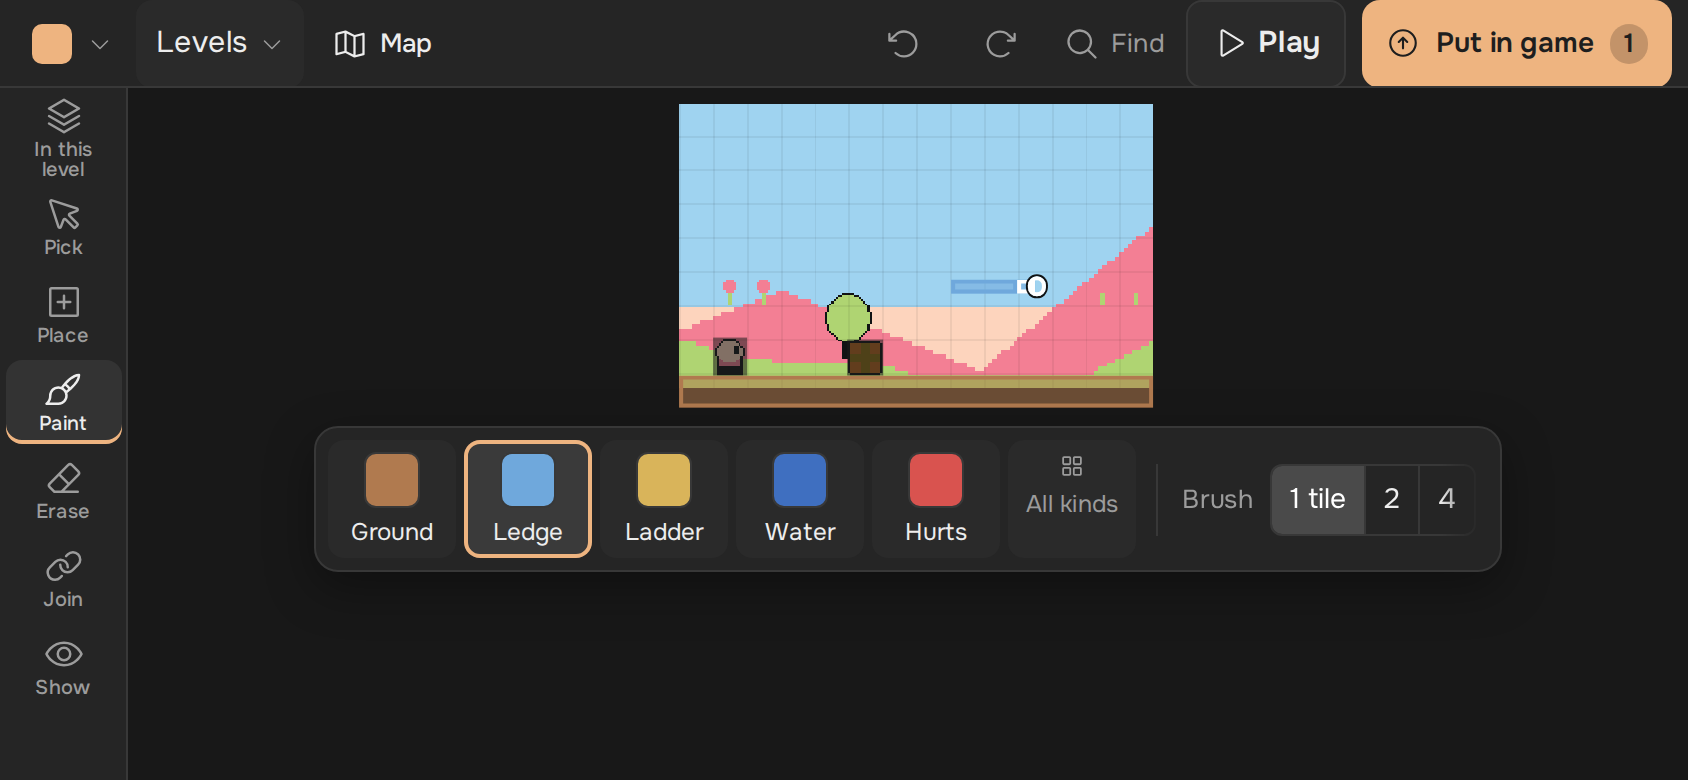 Levels
Map
Find
Play
Put in game
1
In this
level
Pick
Place
Paint
Erase
Join
Show
Ground
Ledge
Ladder
Water
Hurts
All kinds
Brush
1 tile
2
4